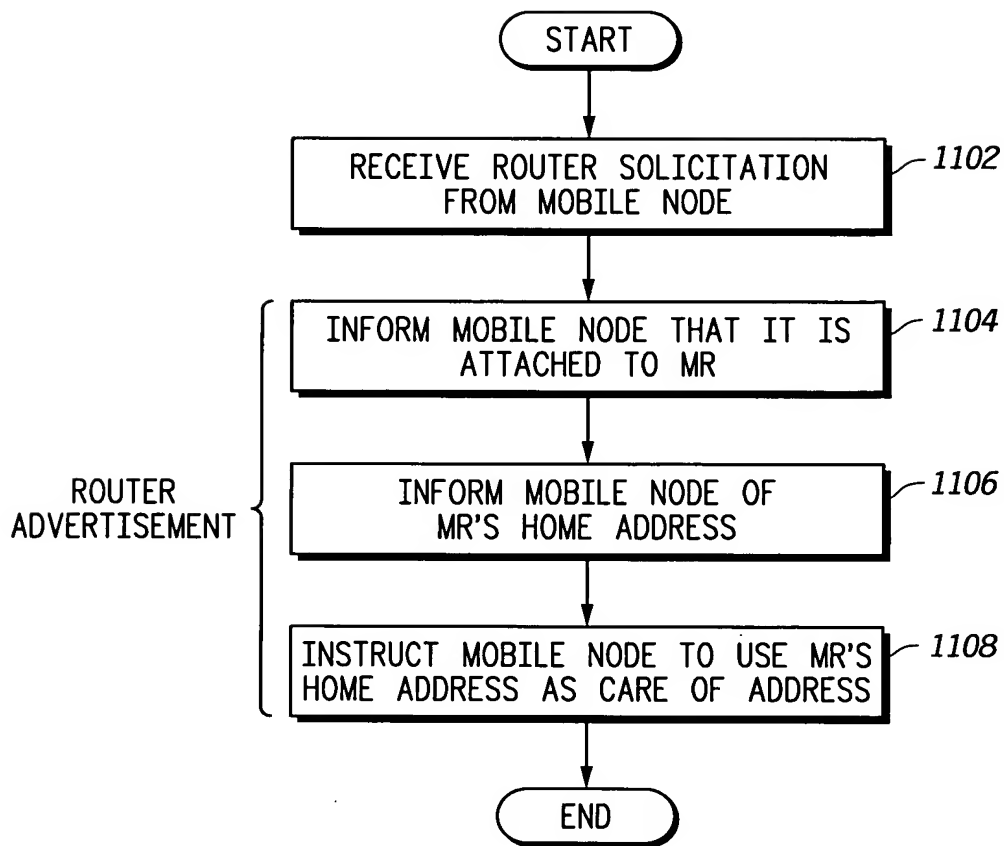 START
RECEIVE ROUTER SOLICITATION
FROM MOBILE NODE
1102
INFORM MOBILE NODE THAT IT IS
ATTACHED TO MR
1104
ROUTER
ADVERTISEMENT
INFORM MOBILE NODE OF
MR'S HOME ADDRESS
1106
INSTRUCT MOBILE NODE TO USE MR'S
HOME ADDRESS AS CARE OF ADDRESS
1108
END